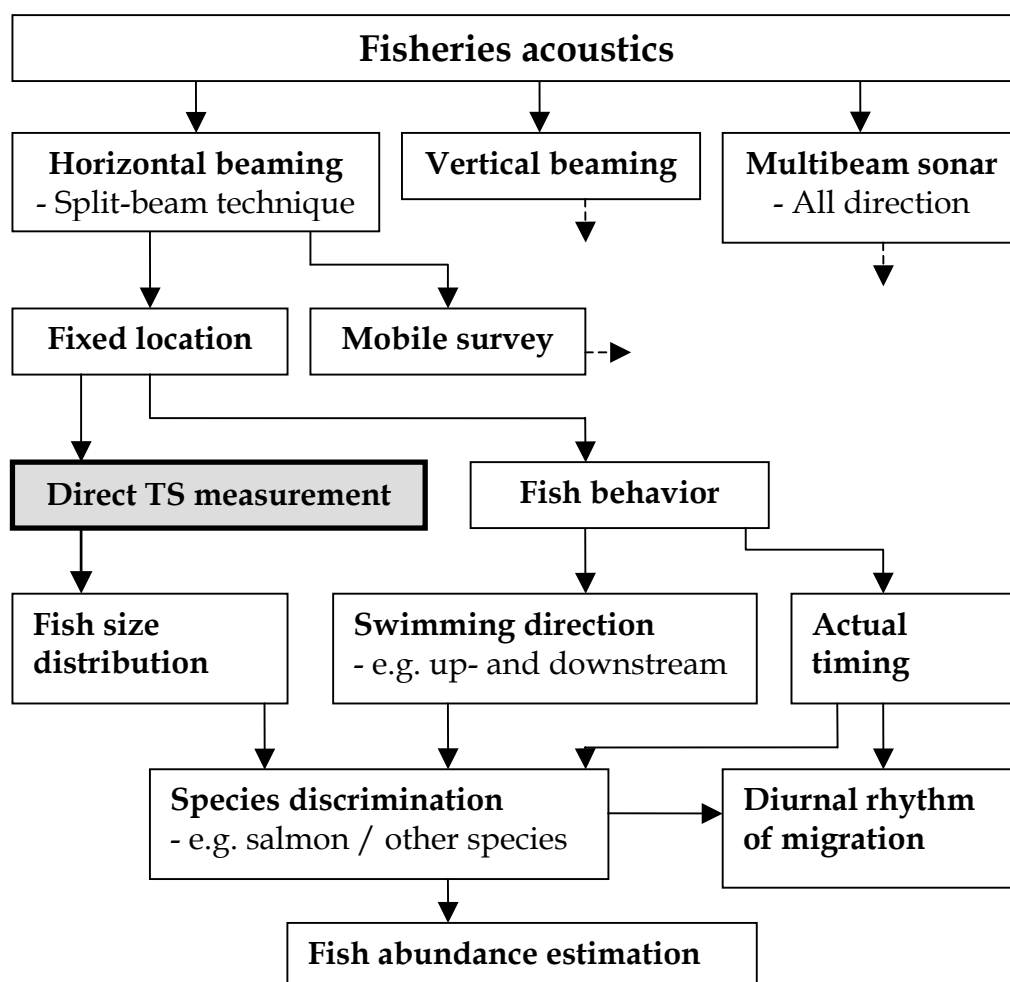 Fisheries acoustics
Horizontal beaming
- Split-beam technique
Vertical beaming
Multibeam sonar
- All direction
Fixed location
Mobile survey
Direct TS measurement
Fish behavior
Fish size
distribution
Swimming direction
- e.g. up- and downstream
Actual
timing
Species discrimination
- e.g. salmon / other species
Diurnal rhythm
of migration
Fish abundance estimation